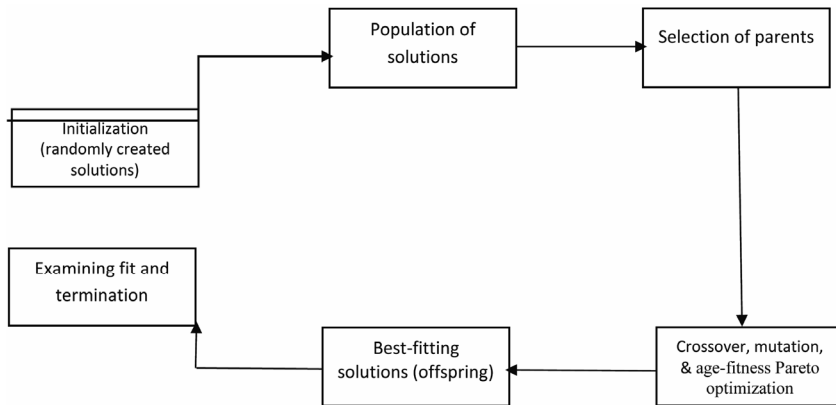 Population of
solutions
Selection of parents
Initialization
(randomly created
solutions)
Examining fit and
termination
Best-fitting
solutions (offspring)
Crossover, mutation,
& age-fitness Pareto
optimization